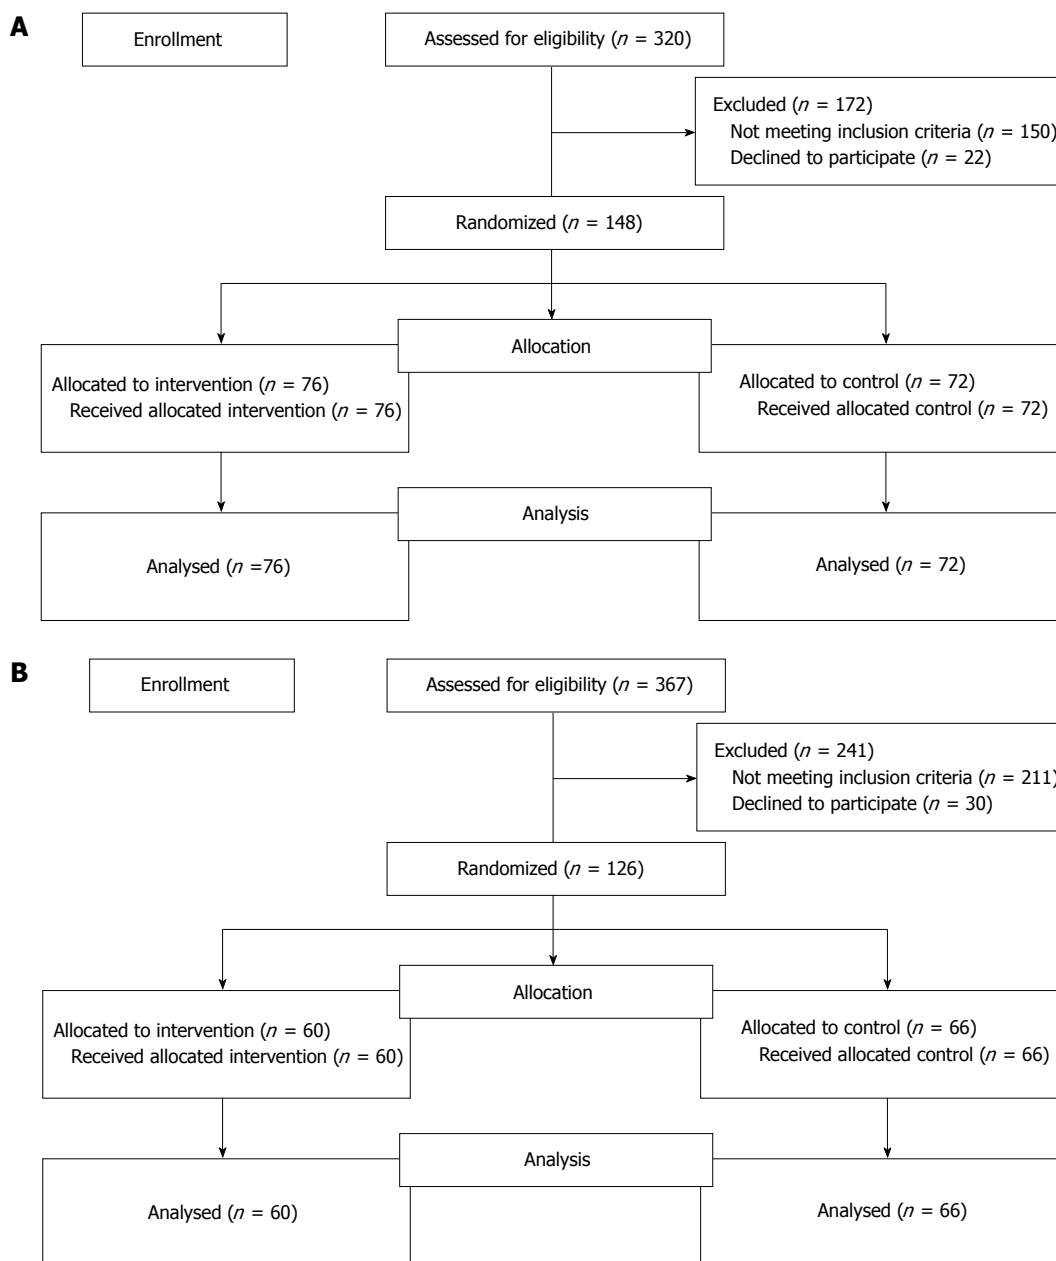 A
Enrollment
Assessed for eligibility (n = 320)
Excluded (n = 172)
Not meeting inclusion criteria (n = 150)
Declined to participate (n = 22)
Randomized (n = 148)
Allocation
Allocated to intervention (n = 76)
Received allocated intervention (n = 76)
Allocated to control (n = 72)
Received allocated control (n = 72)
Analysis
Analysed (n =76)
Analysed (n = 72)
B
Enrollment
Assessed for eligibility (n = 367)
Excluded (n = 241)
Not meeting inclusion criteria (n = 211)
Declined to participate (n = 30)
Randomized (n = 126)
Allocation
Allocated to intervention (n = 60)
Received allocated intervention (n = 60)
Allocated to control (n = 66)
Received allocated control (n = 66)
Analysis
Analysed (n = 60)
Analysed (n = 66)